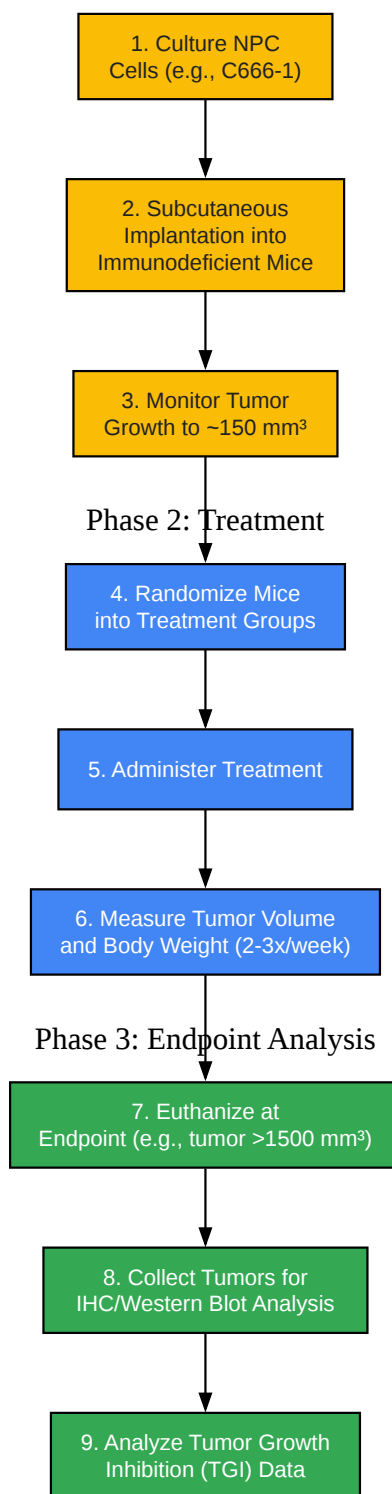 1. Culture NPC
Cells (e.g., C666-1)
2. Subcutaneous
Implantation into
Immunodeficient Mice
3. Monitor Tumor
Growth to ~150 mm³
Phase 2: Treatment
4. Randomize Mice
into Treatment Groups
5. Administer Treatment
6. Measure Tumor Volume
and Body Weight (2-3x/week)
Phase 3: Endpoint Analysis
7. Euthanize at
Endpoint (e.g., tumor >1500 mm³)
8. Collect Tumors for
IHC/Western Blot Analysis
9. Analyze Tumor Growth
Inhibition (TGI) Data